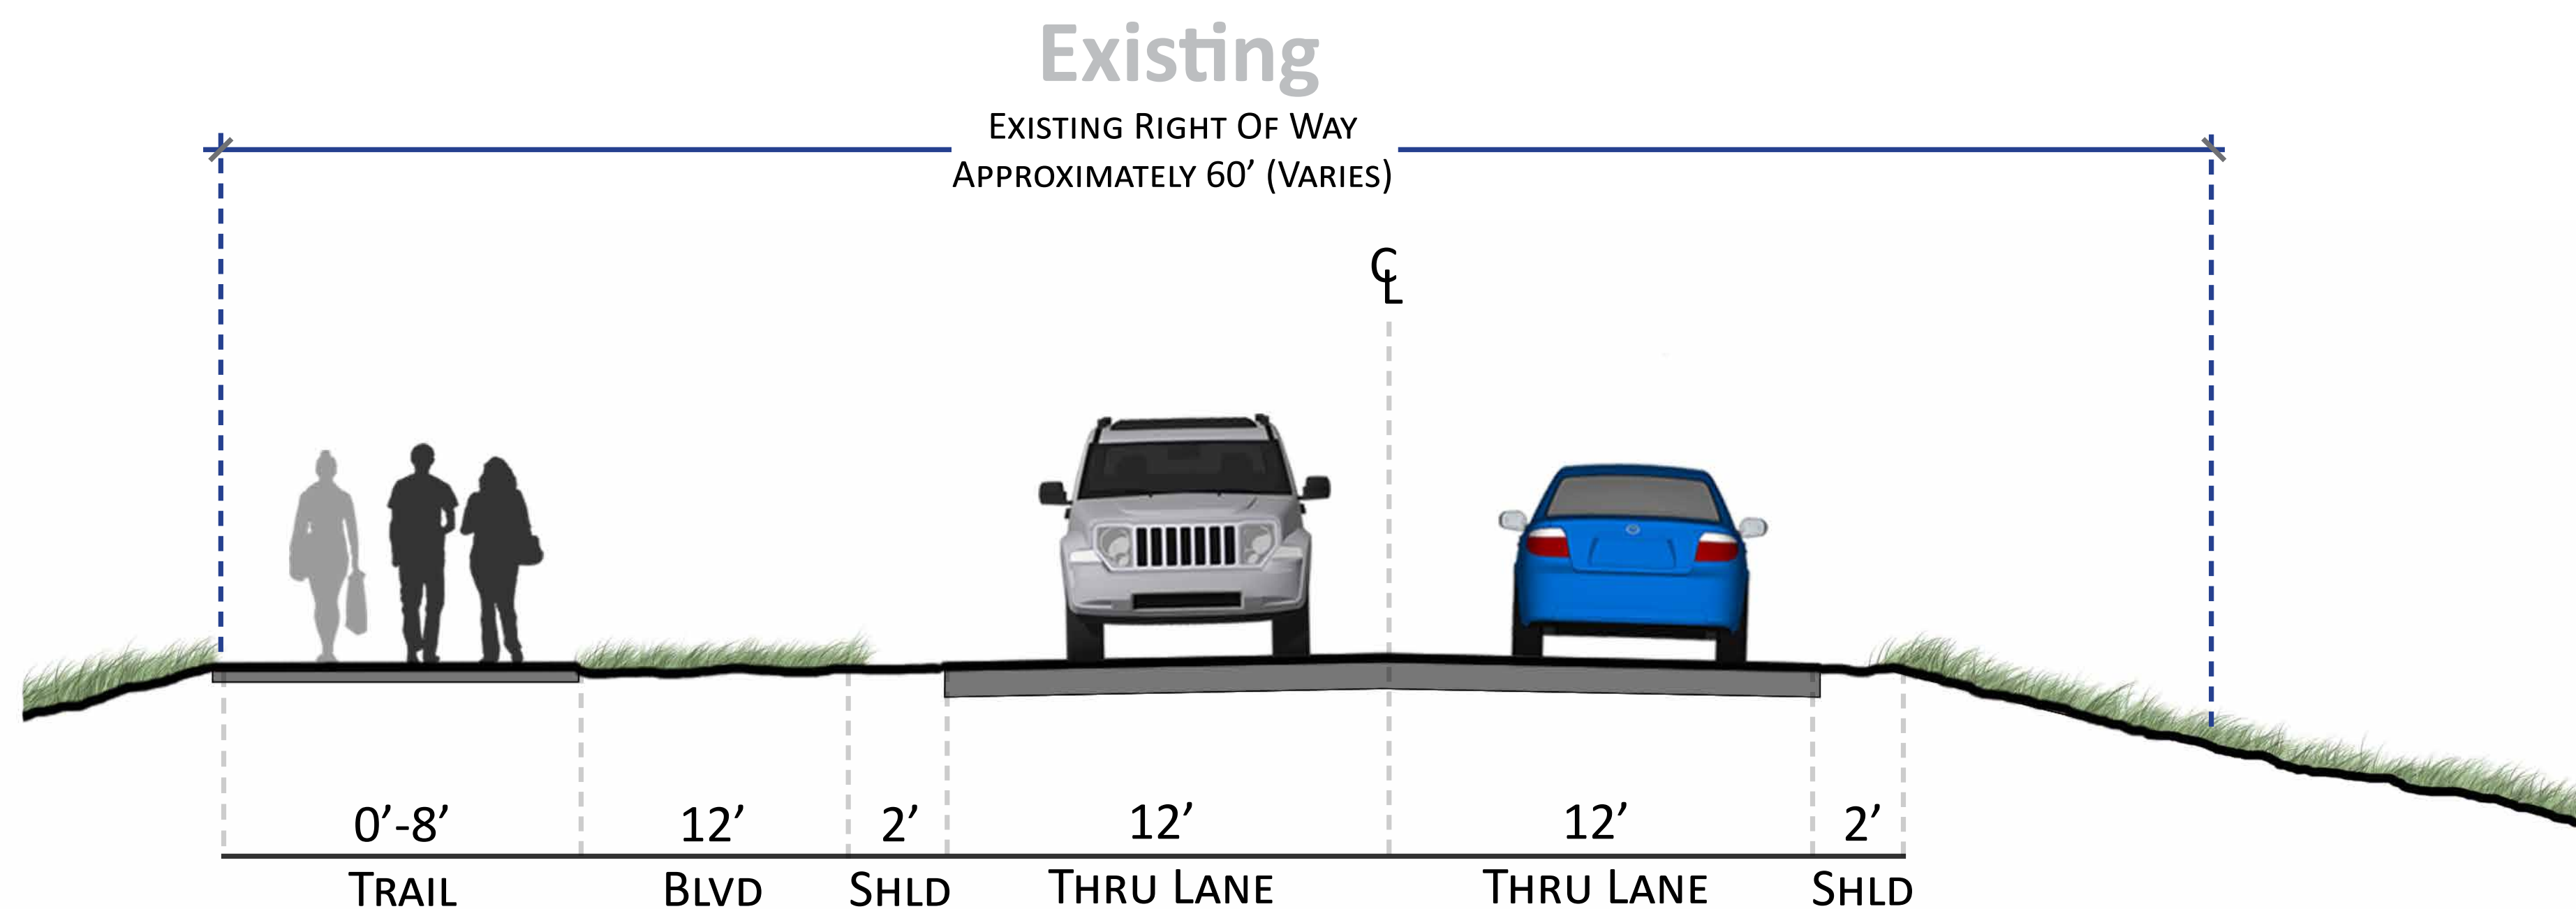 Existing
EXISTING RIGHT OF WAY
APPROXIMATELY 60’ (VARIES)
℄
0’-8’ 12’ 2’ 12’ 12’ 2’
TRAIL BLVD SHLD THRU LANE THRU LANE SHLD